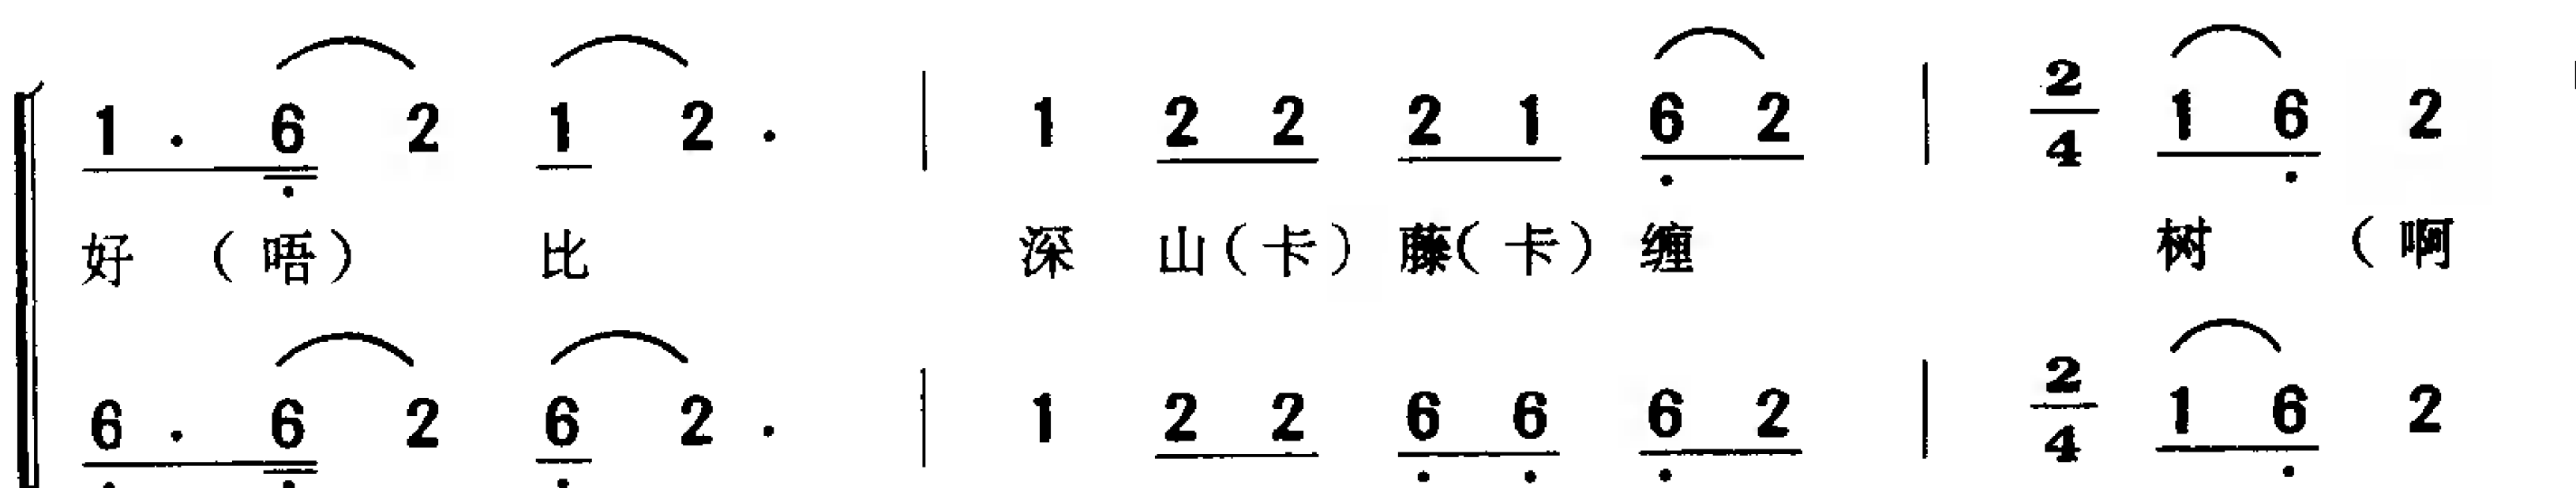 1 . 6 2 1 2 . | 1 2 2 2 1 6 2 | 2/4 1 6 2
好 （唔） 比 深 山（卡）藤（卡）缠 树 （啊
6 . 6 2 6 2 . | 1 2 2 6 6 6 2 | 2/4 1 6 2